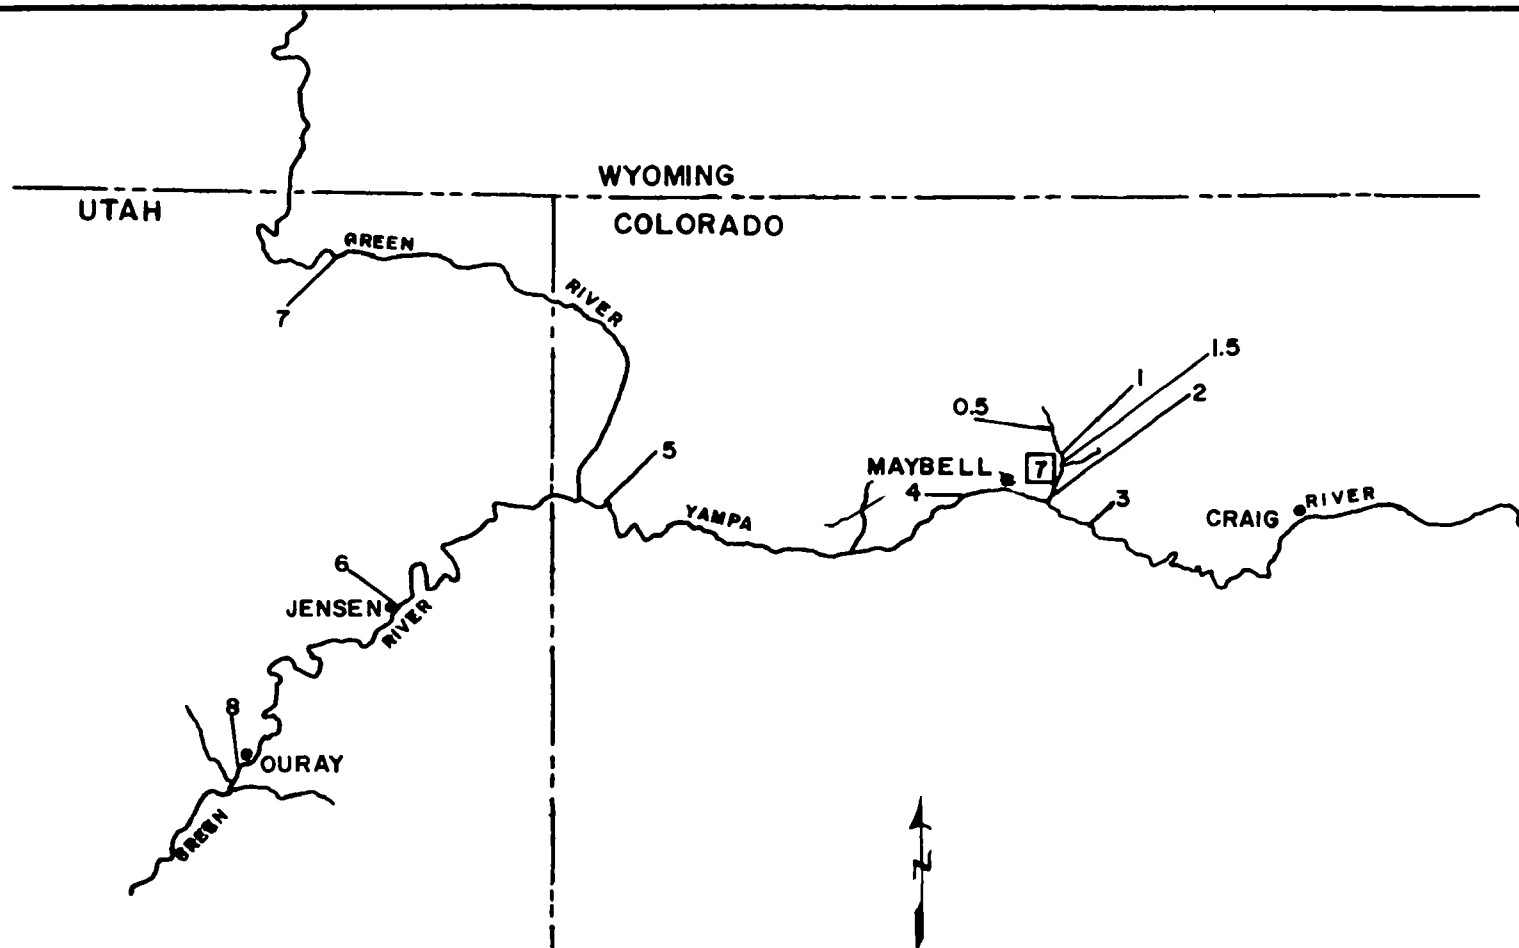 WYOMING
UTAH
COLORADO
GREEN
RIVER
7
1.5
1
2
0.5
5
MAYBELL
7
4
3
YAMPA
CRAIG
RIVER
6
JENSEN
RIVER
8
OURAY
GREEN
N